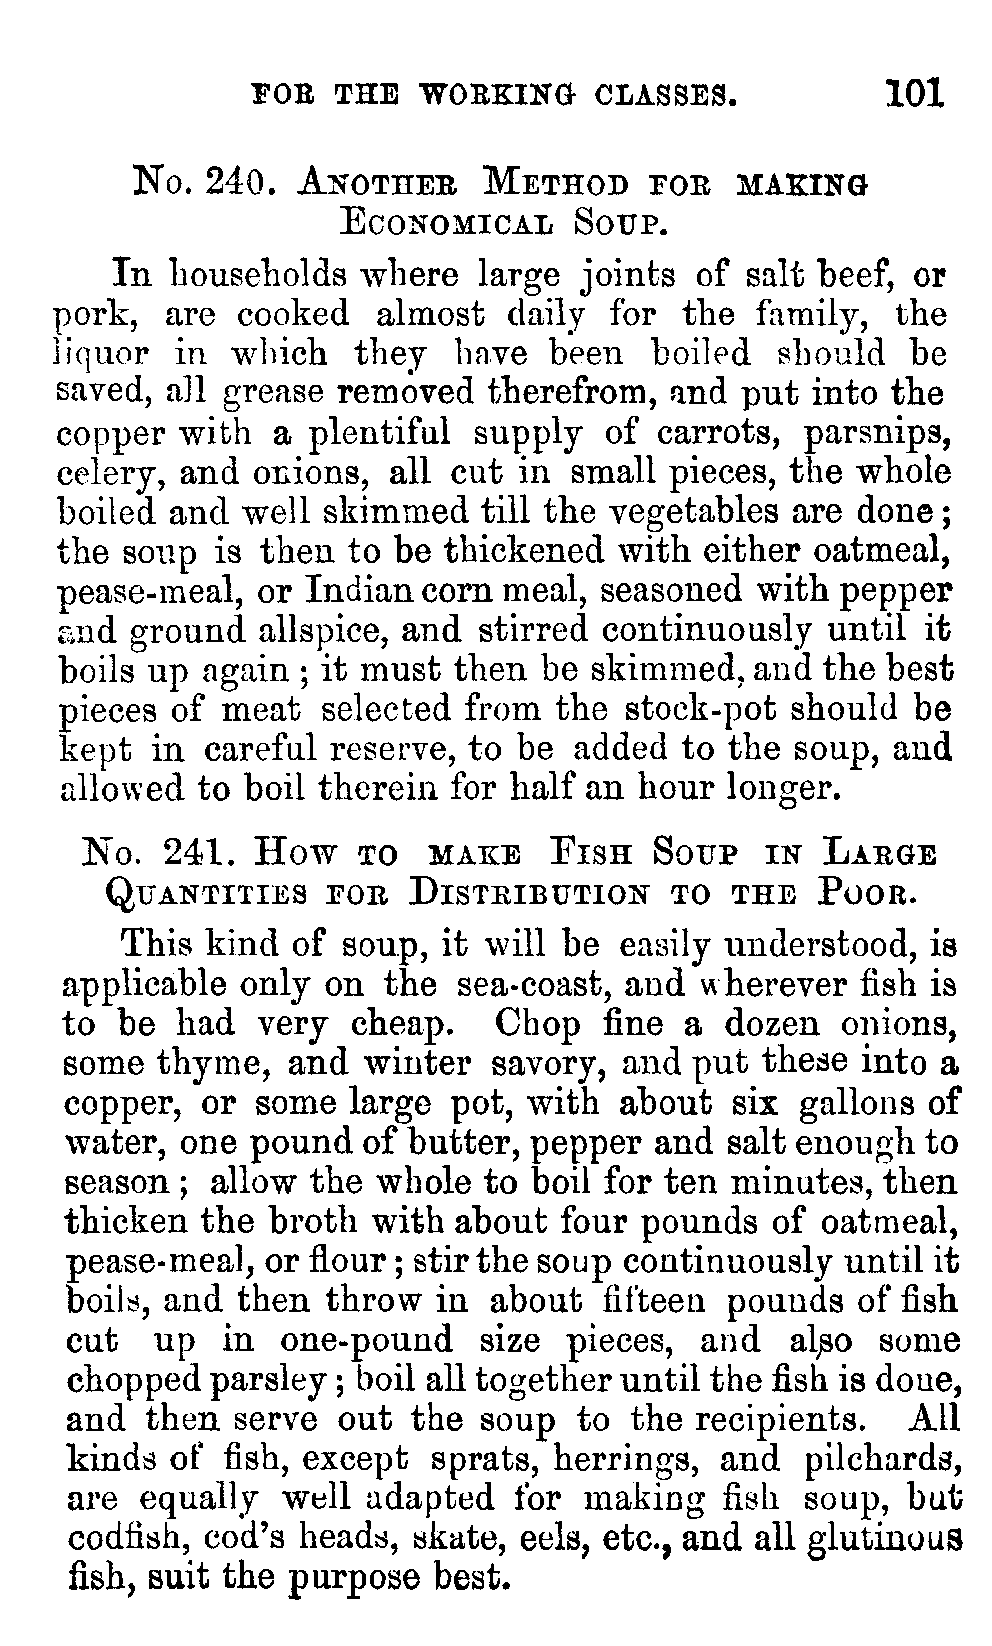 FOR THE WORKING CLASSES. 101
No. 240. Another Method for making
Economical Soup.
In households where large joints of salt beef, or
pork, are cooked almost daily for the family, the
liquor in which they have been boiled should be
saved, all grease removed therefrom, and put into the
copper with a plentiful supply of carrots, parsnips,
celery, and onions, all cut in small pieces, the whole
boiled and well skimmed till the vegetables are done;
the soup is then to be thickened with either oatmeal,
pease-meal, or Indian corn meal, seasoned with pepper
and ground allspice, and stirred continuously until it
boils up again; it must then be skimmed, and the best
pieces of meat selected from the stock-pot should be
kept in careful reserve, to be added to the soup, and
allowed to boil therein for half an hour longer.
No. 241. How to make Fish Soup in Large
Quantities for Distribution to the Poor.
This kind of soup, it will be easily understood, is
applicable only on the sea-coast, and wherever fish is
to be had very cheap. Chop fine a dozen onions,
some thyme, and winter savory, and put these into a
copper, or some large pot, with about six gallons of
water, one pound of butter, pepper and salt enough to
season; allow the whole to boil for ten minutes, then
thicken the broth with about four pounds of oatmeal,
pease-meal, or flour; stir the soup continuously until it
boils, and then throw in about fifteen pounds of fish
cut up in one-pound size pieces, and also some
chopped parsley; boil all together until the fish is done,
and then serve out the soup to the recipients. All
kinds of fish, except sprats, herrings, and pilchards,
are equally well adapted for making fish soup, but
codfish, cod's heads, skate, eels, etc., and all glutinous
fish, suit the purpose best.